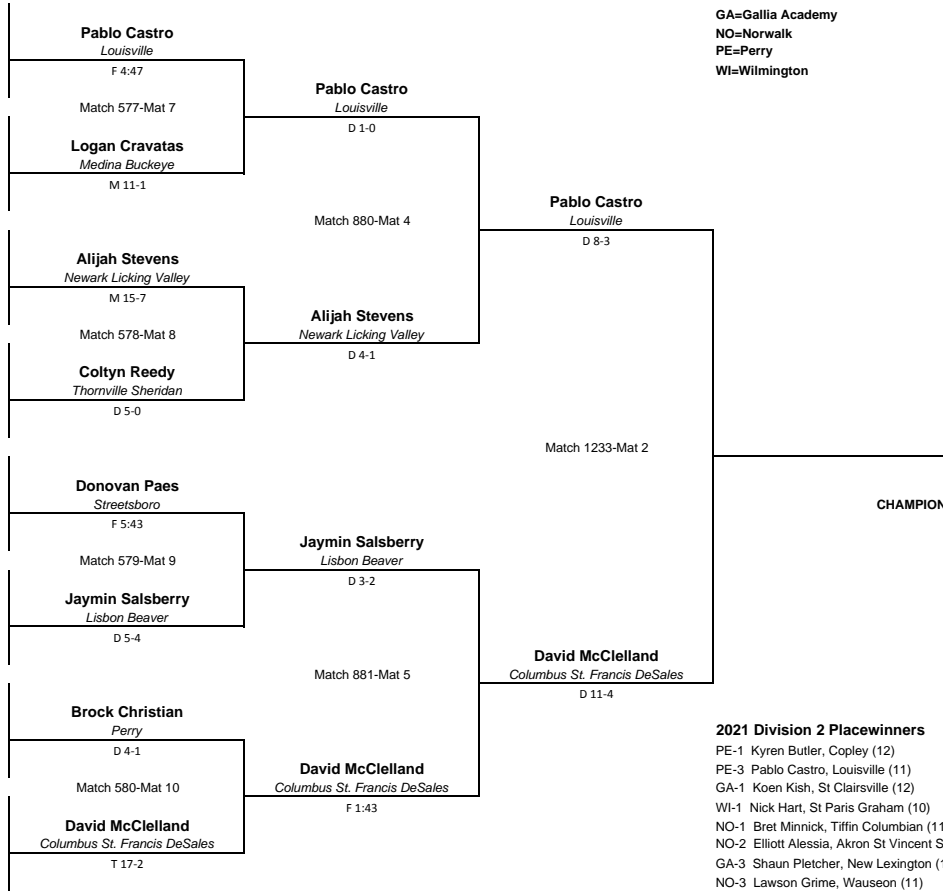 GA=Gallia Academy
NO=Norwalk
PE=Perry
WI=Wilmington
Pablo Castro
Louisville
F 4:47
Match 577-Mat 7
Logan Cravatas
Medina Buckeye
M 11-1
Alijah Stevens
Newark Licking Valley
M 15-7
Match 578-Mat 8
Coltyn Reedy
Thornville Sheridan
D 5-0
Donovan Paes
Streetsboro
F 5:43
Match 579-Mat 9
Jaymin Salsberry
Lisbon Beaver
D 5-4
Brock Christian
Perry
D 4-1
Match 580-Mat 10
David McClelland
Columbus St. Francis DeSales
T 17-2
Pablo Castro
Louisville
D 1-0
Match 880-Mat 4
Alijah Stevens
Newark Licking Valley
D 4-1
Jaymin Salsberry
Lisbon Beaver
D 3-2
Match 881-Mat 5
David McClelland
Columbus St. Francis DeSales
F 1:43
Pablo Castro
Louisville
D 8-3
Match 1233-Mat 2
David McClelland
Columbus St. Francis DeSales
D 11-4
CHAMPION
2021 Division 2 Placewinners
PE-1 Kyren Butler, Copley (12)
PE-3 Pablo Castro, Louisville (11)
GA-1 Koen Kish, St Clairsville (12)
WI-1 Nick Hart, St Paris Graham (10)
NO-1 Bret Minnick, Tiffin Columbian (11
NO-2 Elliott Alessia, Akron St Vincent S
GA-3 Shaun Pletcher, New Lexington (1
NO-3 Lawson Grime, Wauseon (11)